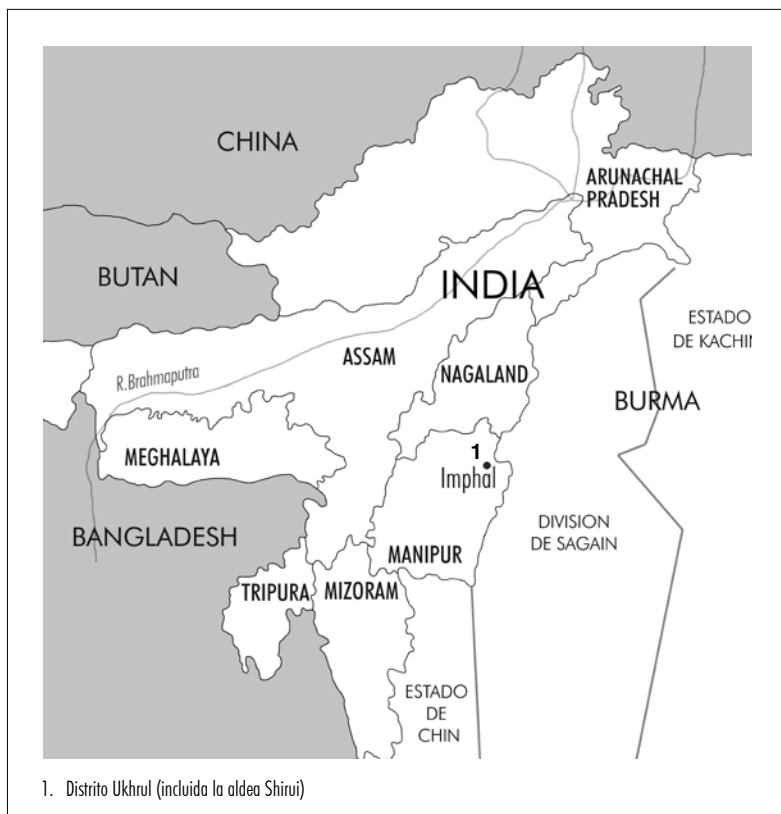 CHINA
ARUNACHAL
PRADESH
BUTAN
INDIA
ESTADO
DE KACHIN
ASSAM
NAGALAND
R.Brahmaputra
BURMA
1
MEGHALAYA
Imphal
DIVISION
DE SAGAIN
BANGLADESH
MANIPUR
TRIPURA
MIZORAM
ESTADO
DE
CHIN
1. Distrito Ukhrul (incluida la aldea Shirui)